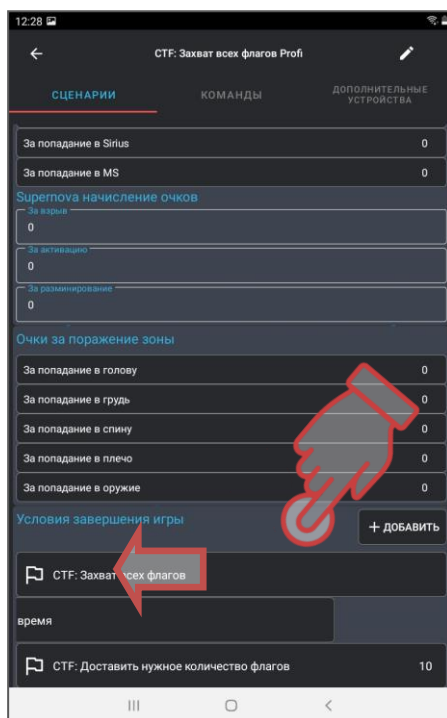 12:28
CTF: Захват всех флагов Profi
СЦЕНАРИИ
КОМАНДЫ
ДОПОЛНИТЕЛЬНЫЕ
УСТРОЙСТВА
За попадание в Sirius 0
За попадание в MS 0
Supernova начисление очков
За взрыв
0
За активацию
0
За разминирование
0
Очки за поражение зоны
За попадание в голову 0
За попадание в грудь 0
За попадание в спину 0
За попадание в плечо 0
За попадание в оружие 0
Условия завершения игры
+ ДОБАВИТЬ
CTF: Захват всех флагов
время
CTF: Доставить нужное количество флагов 10